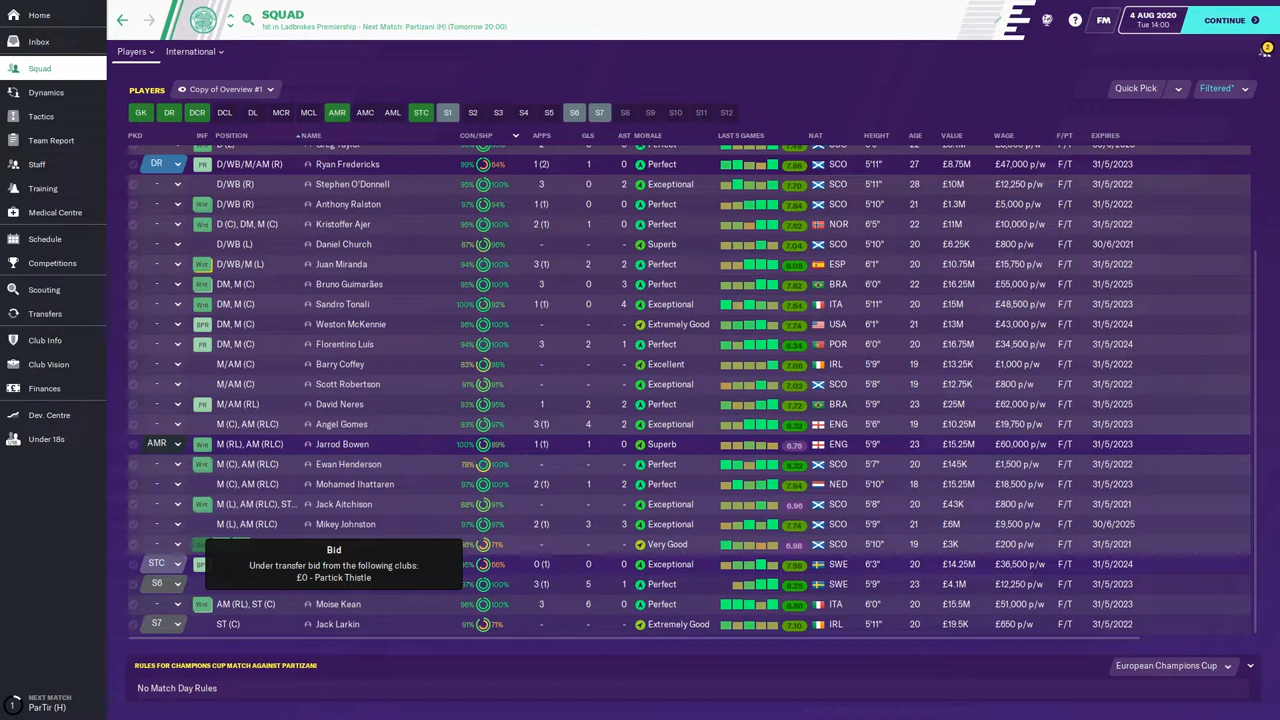 SQUAD
1st in Ladbrokes Premiership - Next Match: Partizani (H) (Tomorrow 20:00)
?
FM
4 AUG 2020
Tue 14:00
CONTINUE
2
Home
Inbox
Squad
Dynamics
Tactics
Team Report
Staff
Training
Medical Centre
Schedule
Competitions
Scouting
Transfers
Club Info
Club Vision
Finances
Dev. Centre
Under 18s
1 NEXT MATCH
ParTir (H)
Players International
PLAYERS Copy of Overview #1 Quick Pick Filtered*
GK DR DCR DCL DL MCR MCL AMR AMC AML STC S1 S2 S3 S4 S5 S6 S7 S8 S9 S10 S11 S12
PKD INF POSITION NAME CON/SHP APPS GLS AST MORALE LAST 5 GAMES NAT HEIGHT AGE VALUE WAGE F/PT EXPIRES
DR PR D/WB/M/AM (R) Ryan Fredericks 99% 64% 1 (2) 1 0 Perfect 7.86 SCO 5'11" 27 £8.75M £47,000 p/w F/T 31/5/2023
- D/WB (R) Stephen O'Donnell 95% 100% 3 0 2 Exceptional 7.70 SCO 5'11" 28 £10M £12,250 p/w F/T 31/5/2022
- Wnt D/WB (R) Anthony Ralston 97% 94% 1 (1) 0 0 Perfect 7.84 SCO 5'10" 21 £1.3M £5,000 p/w F/T 31/5/2022
- Wnt D (C), DM, M (C) Kristoffer Ajer 95% 100% 2 1 0 Perfect 7.62 NOR 6'5" 22 £11M £10,000 p/w F/T 31/5/2022
- D/WB (L) Daniel Church 87% 96% - - - Superb 7.04 SCO 5'10" 20 £6.25K £800 p/w F/T 30/6/2021
- Wnt D/WB/M (L) Juan Miranda 94% 100% 3 (1) 2 2 Perfect 8.08 ESP 6'1" 20 £10.75M £15,750 p/w F/T 31/5/2022
- Wnt DM, M (C) Bruno Guimarães 95% 100% 3 0 3 Perfect 7.82 BRA 6'0" 22 £16.25M £55,000 p/w F/T 31/5/2025
- Wnt DM, M (C) Sandro Tonali 100% 92% 1 (1) 0 4 Exceptional 7.64 ITA 5'11" 20 £15M £48,500 p/w F/T 31/5/2023
- BPR DM, M (C) Weston McKennie 96% 100% - - - Extremely Good 7.74 USA 6'1" 21 £13M £43,000 p/w F/T 31/5/2024
- PR DM, M (C) Florentino Luís 94% 100% 3 2 1 Perfect 8.34 POR 6'0" 20 £16.75M £34,500 p/w F/T 31/5/2024
- M/AM (C) Barry Coffey 83% 98% - - - Excellent 7.06 IRL 5'9" 19 £13.25K £1,000 p/w F/T 31/5/2022
- M/AM (C) Scott Robertson 91% 91% - - - Exceptional 7.02 SCO 5'8" 19 £12.75K £800 p/w F/T 31/5/2022
- PR M/AM (RL) David Neres 93% 95% 1 2 2 Perfect 7.72 BRA 5'9" 23 £25M £62,000 p/w F/T 31/5/2025
- M (C), AM (RLC) Angel Gomes 93% 97% 3 (1) 4 2 Exceptional 8.32 ENG 5'6" 19 £10.25M £19,750 p/w F/T 31/5/2023
AMR Wnt M (RL), AM (RLC) Jarrod Bowen 100% 89% 1 (1) 1 0 Superb 6.76 ENG 5'9" 23 £15.25M £60,000 p/w F/T 31/5/2023
- Wnt M (C), AM (RLC) Ewan Henderson 78% 100% - - - Perfect 8.32 SCO 5'7" 20 £145K £1,500 p/w F/T 31/5/2022
- M (C), AM (RLC) Mohamed Ihattaren 97% 100% 2 (1) 1 2 Perfect 7.94 NED 5'10" 18 £15.25M £18,500 p/w F/T 31/5/2023
- Wnt M (L), AM (RLC), ST... Jack Aitchison 88% 91% - - - Exceptional 6.96 SCO 5'8" 20 £43K £800 p/w F/T 31/5/2021
- M (L), AM (RLC) Mikey Johnston 97% 97% 2 (1) 3 3 Exceptional 7.74 SCO 5'9" 21 £6M £9,500 p/w F/T 30/6/2025
- 71% - - - Very Good 6.98 SCO 5'10" 19 £3K £200 p/w F/T 31/5/2021
STC 66% 0 (1) - - Exceptional 7.58 SWE 6'3" 20 £14.25M £36,500 p/w F/T 31/5/2024
S6 100% 3 (1) 5 1 Perfect 8.25 SWE 5'9" 23 £4.1M £12,250 p/w F/T 31/5/2023
- Wnt AM (RL), ST (C) Moise Kean 96% 100% 3 6 0 Perfect 8.86 ITA 6'0" 20 £15.5M £51,000 p/w F/T 31/5/2023
S7 ST (C) Jack Larkin 91% 71% - - - Extremely Good 7.10 IRL 5'11" 20 £19.5K £650 p/w F/T 31/5/2022
Bid
Under transfer bid from the following clubs:
£0 - Partick Thistle
RULES FOR CHAMPIONS CUP MATCH AGAINST PARTIZANI European Champions Cup
No Match Day Rules